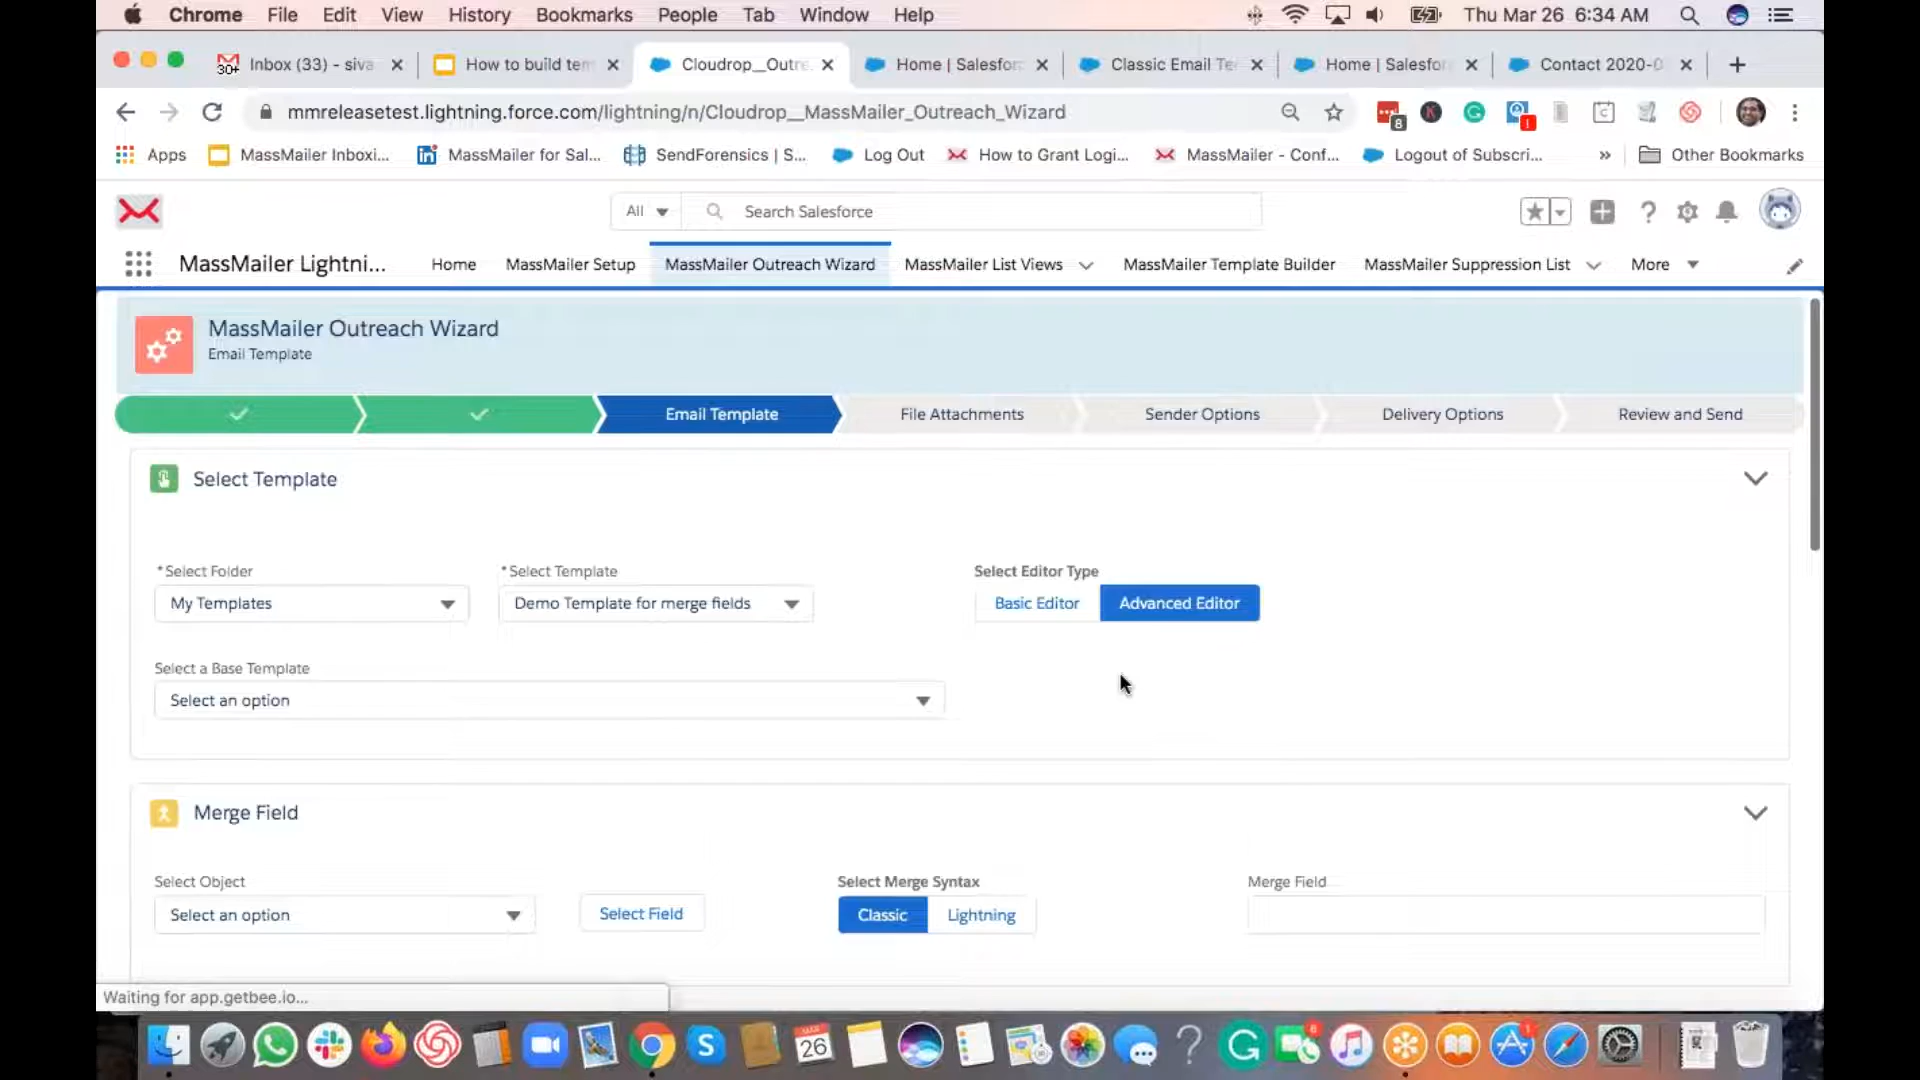 Chrome File Edit View History Bookmarks People Tab Window Help Thu Mar 26 6:34 AM
30+ Inbox (33) - siva How to build tem Cloudrop__Outre Home | Salesfor Classic Email Te Home | Salesfor Contact 2020-0
mmreleasetest.lightning.force.com/lightning/n/Cloudrop__MassMailer_Outreach_Wizard 8 1
Apps MassMailer Inboxi... MassMailer for Sal... SendForensics | S... Log Out How to Grant Logi... MassMailer - Conf... Logout of Subscri... » Other Bookmarks
All Search Salesforce
MassMailer Lightni... Home MassMailer Setup MassMailer Outreach Wizard MassMailer List Views MassMailer Template Builder MassMailer Suppression List More
MassMailer Outreach Wizard
Email Template
Email Template File Attachments Sender Options Delivery Options Review and Send
Select Template
*Select Folder *Select Template Select Editor Type
My Templates Demo Template for merge fields Basic Editor Advanced Editor
Select a Base Template
Select an option
Merge Field
Select Object Select Merge Syntax Merge Field
Select an option Select Field Classic Lightning
Waiting for app.getbee.io...
26